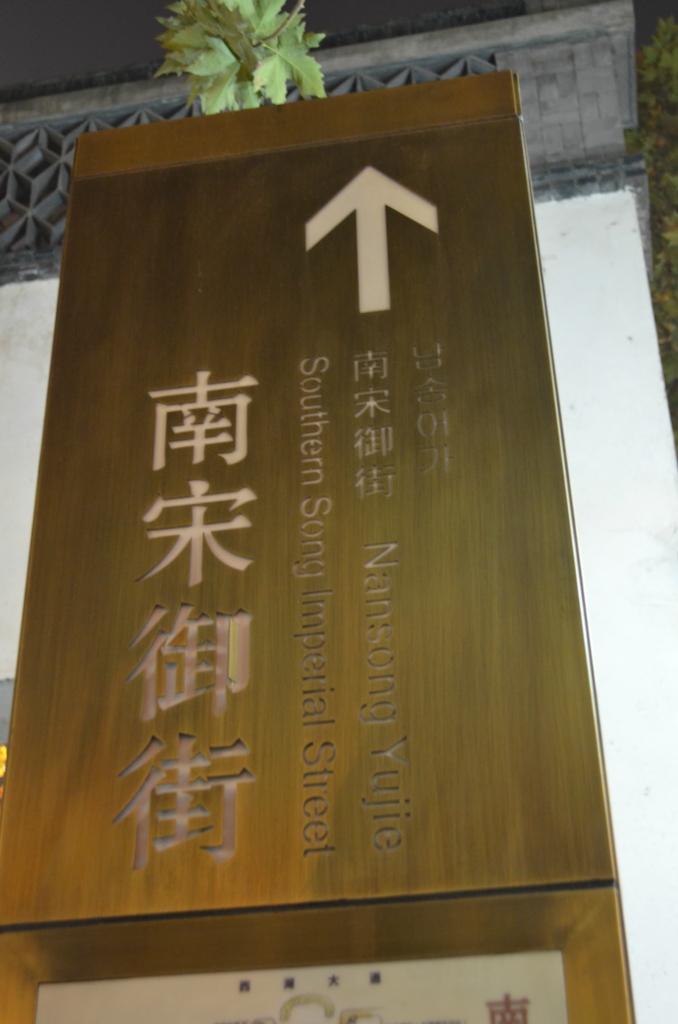 南宋御街
Southern Song Imperial Street
南宋御街 Nansong Yujie
남송어가
西湖大道
南